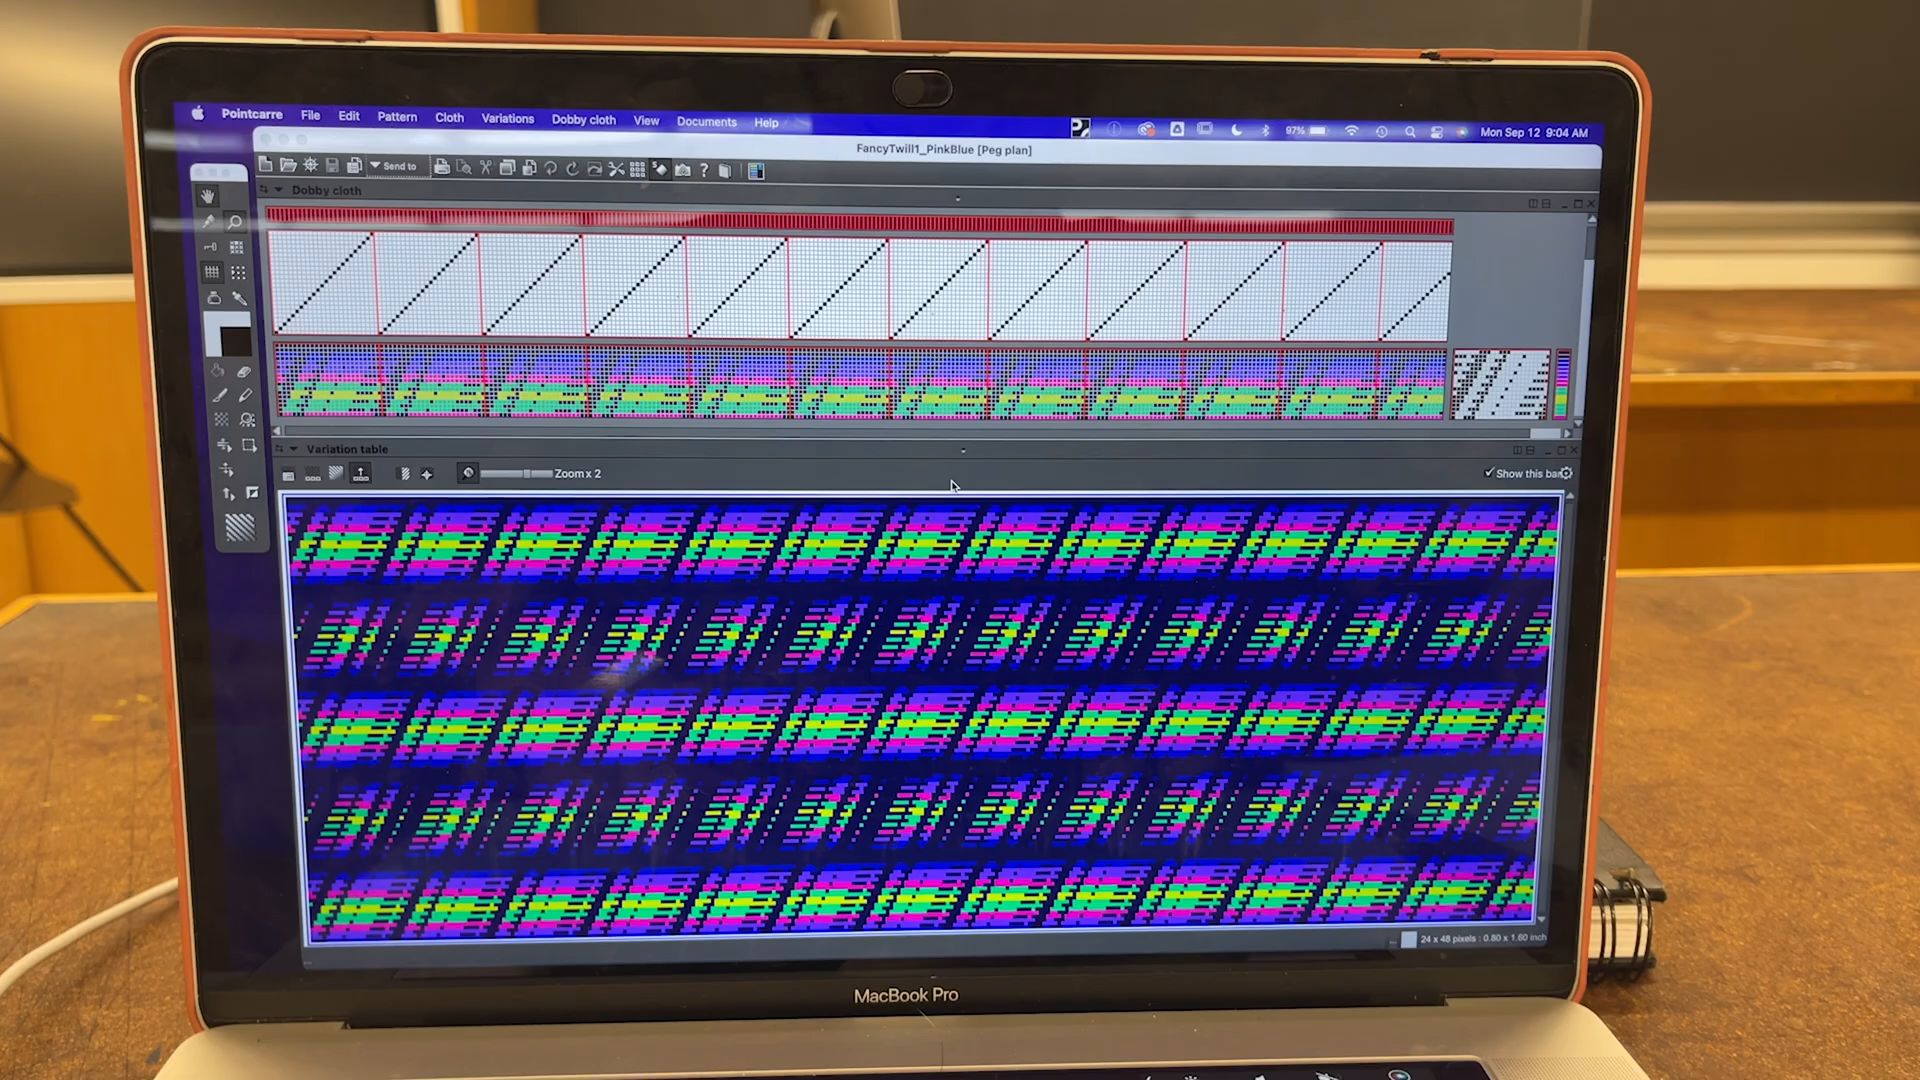 Pointcarre File Edit Pattern Cloth Variations Dobby cloth View Documents Help 97% Mon Sep 12 9:04 AM
FancyTwill1_PinkBlue [Peg plan]
Send to
Dobby cloth
Variation table
Zoom x 2
Show this bar
24 x 48 pixels : 0.80 x 1.60 inch
MacBook Pro